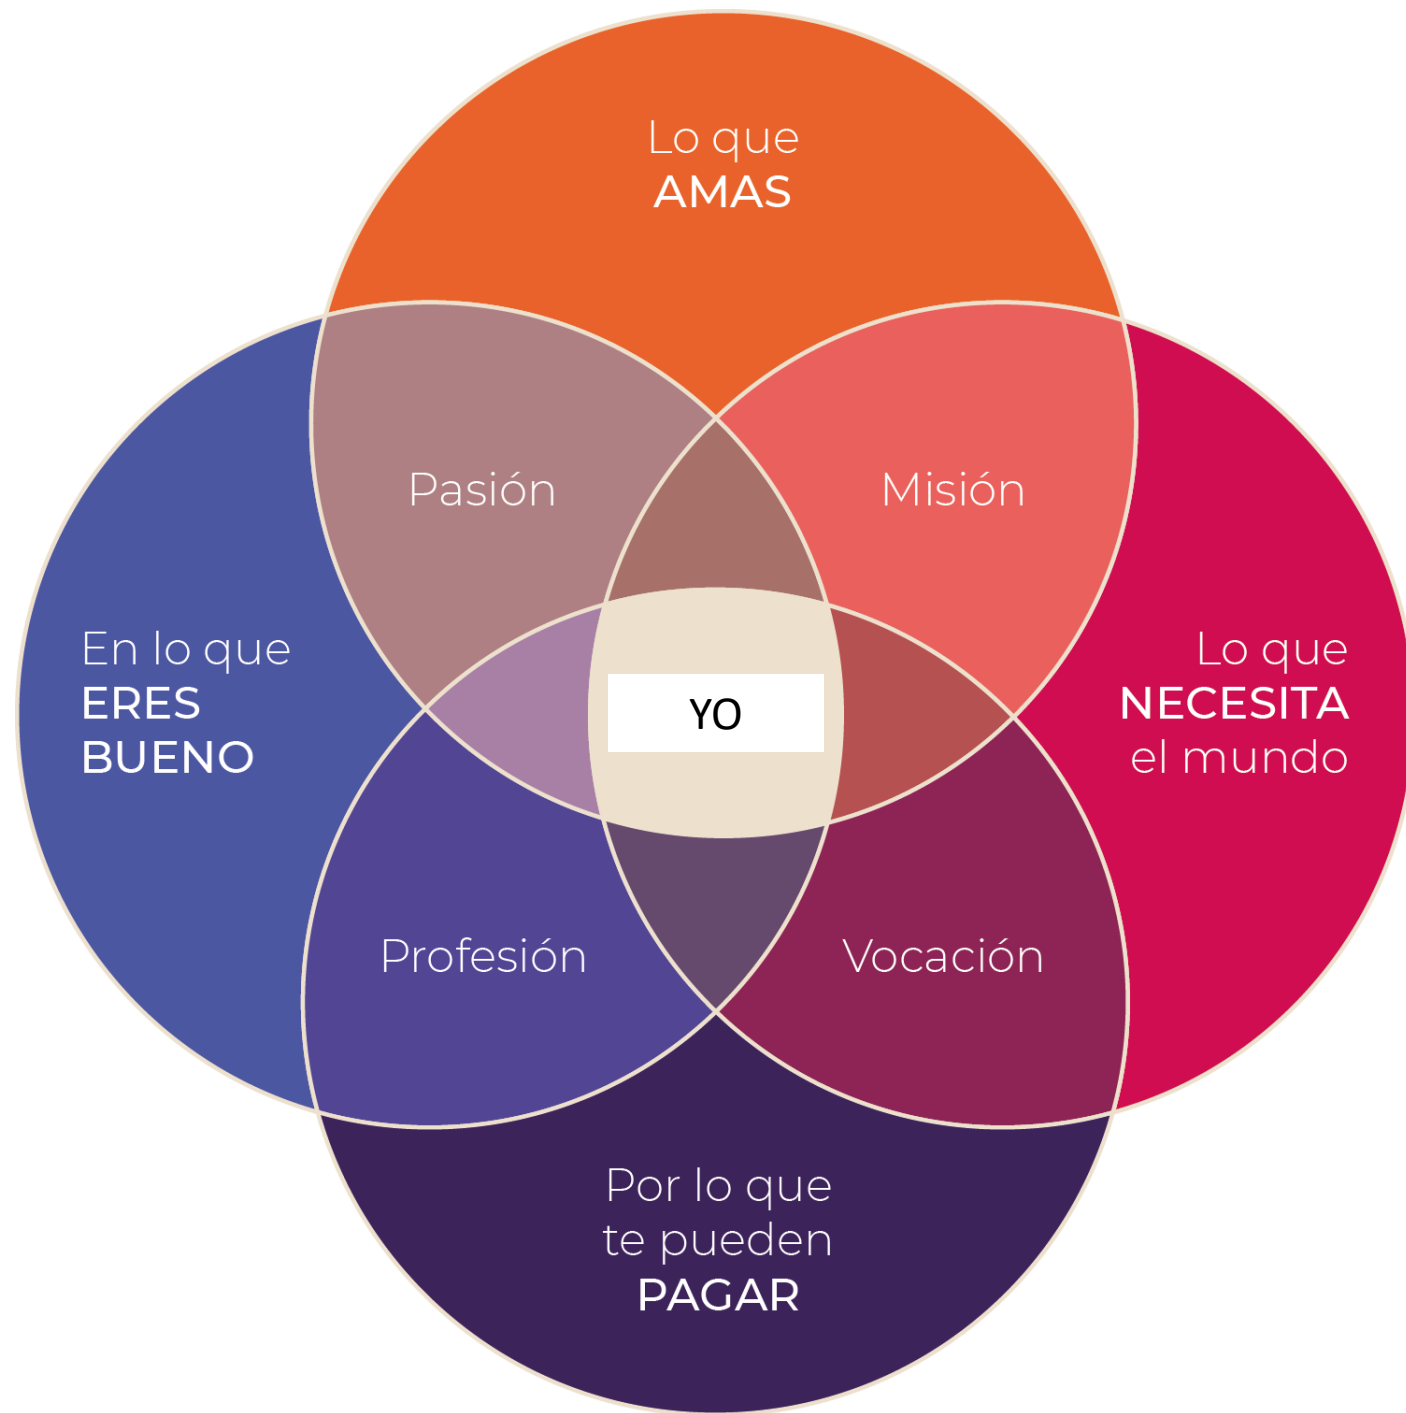 Lo que
AMAS
Pasión
Misión
En lo que
ERES
BUENO
YO
Lo que
NECESITA
el mundo
Profesión
Vocación
Por lo que
te pueden
PAGAR